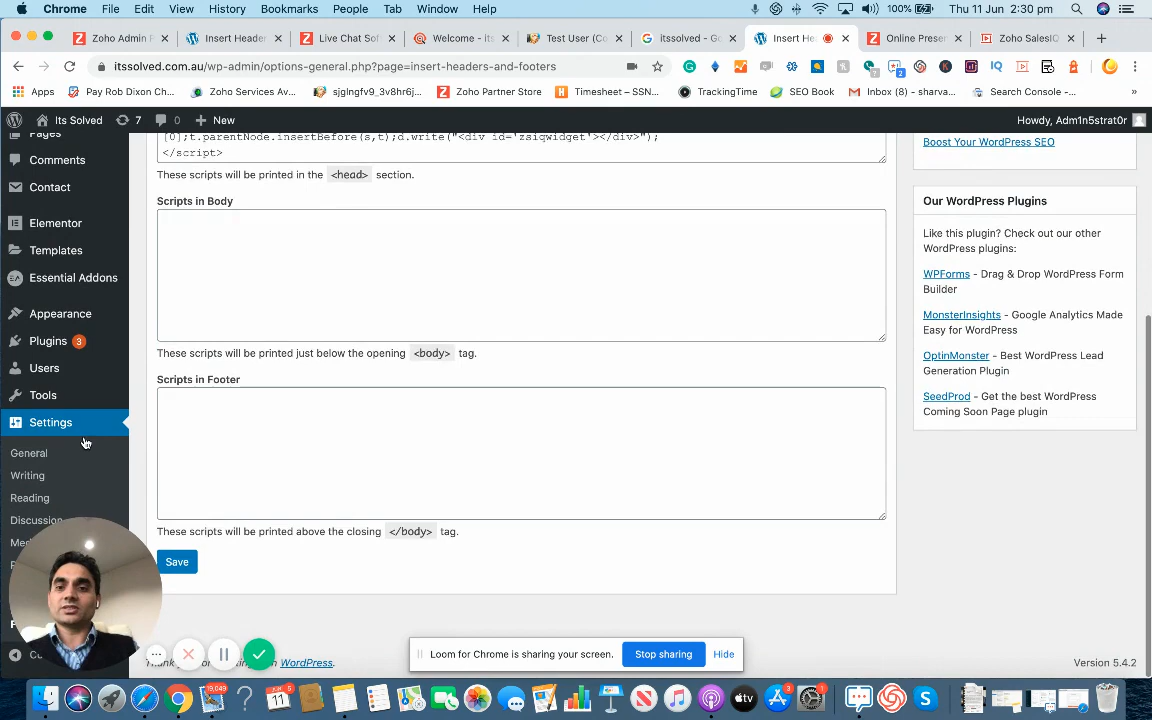 Chrome File Edit View History Bookmarks People Tab Window Help 100% Thu 11 Jun 2:30 pm
Zoho Admin Insert Header Live Chat Sof Welcome - its Test User (Co itssolved - Go Insert He Online Preser Zoho SalesIQ
itssolved.com.au/wp-admin/options-general.php?page=insert-headers-and-footers
Apps Pay Rob Dixon Ch... Zoho Services Av... sjgingfv9_3v8hr6j... Zoho Partner Store Timesheet – SSN... TrackingTime SEO Book Inbox (8) - sharva... Search Console -...
Its Solved 7 0 New Howdy, Adm1n5strat0r
Pages
Comments
Contact
Elementor
Templates
Essential Addons
Appearance
Plugins 3
Users
Tools
Settings
General
Writing
Reading
Discussion
[0];t.parentNode.insertBefore(s,t);d.write("<div id='zsiqwidget'></div>");
</script>
These scripts will be printed in the <head> section.
Scripts in Body
These scripts will be printed just below the opening <body> tag.
Scripts in Footer
These scripts will be printed above the closing </body> tag.
Save
WordPress.
Version 5.4.2
Boost Your WordPress SEO
Our WordPress Plugins
Like this plugin? Check out our other
WordPress plugins:
WPForms - Drag & Drop WordPress Form
Builder
MonsterInsights - Google Analytics Made
Easy for WordPress
OptinMonster - Best WordPress Lead
Generation Plugin
SeedProd - Get the best WordPress
Coming Soon Page plugin
Loom for Chrome is sharing your screen. Stop sharing Hide
19,049